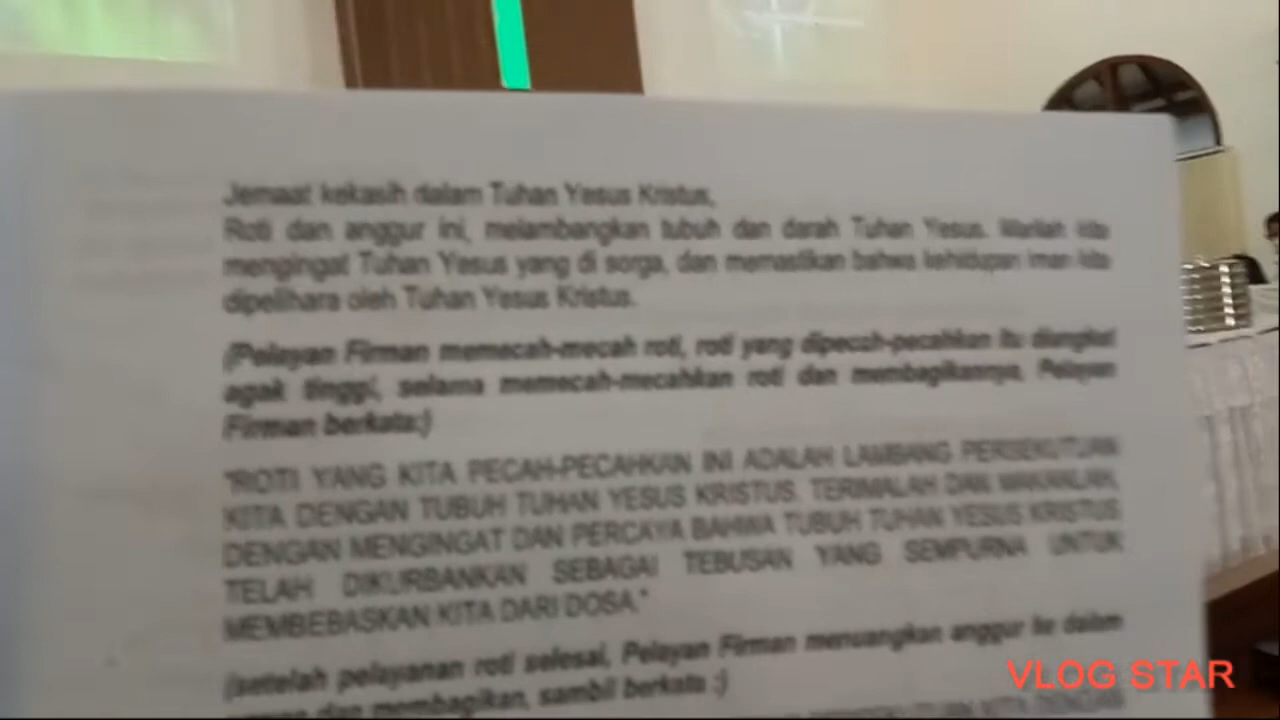 Jemaat kekasih dalam Tuhan Yesus Kristus,
Roti dan anggur ini, melambangkan tubuh dan darah Tuhan Yesus. Marilah kita
mengingat Tuhan Yesus yang di sorga, dan memastikan bahwa kehidupan iman kita
dipelihara oleh Tuhan Yesus Kristus.
(Pelayan Firman memecah-mecah roti, roti yang dipecah-pecahkan itu diangkat
agak tinggi, selama memecah-mecahkan roti dan membagikannya, Pelayan
Firman berkata:)
"ROTI YANG KITA PECAH-PECAHKAN INI ADALAH LAMBANG PERSEKUTUAN
KITA DENGAN TUBUH TUHAN YESUS KRISTUS. TERIMALAH DAN MAKANLAH,
DENGAN MENGINGAT DAN PERCAYA BAHWA TUBUH TUHAN YESUS KRISTUS
TELAH DIKURBANKAN SEBAGAI TEBUSAN YANG SEMPURNA UNTUK
MEMBEBASKAN KITA DARI DOSA."
(setelah pelayanan roti selesai, Pelayan Firman menuangkan anggur ke dalam
dan membagikan, sambil berkata :)
KITA DENGAN
VLOG STAR